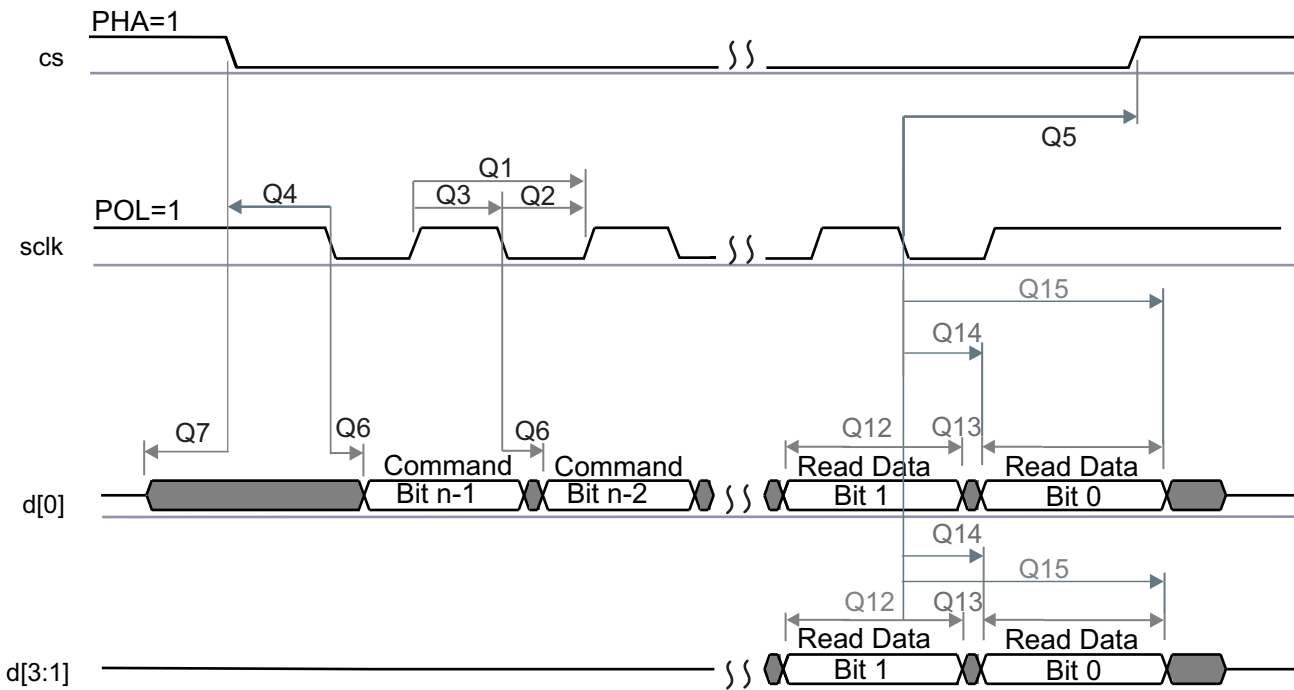 PHA=1
cs
Q5
Q1
Q4
Q3
Q2
POL=1
sclk
Q15
Q14
Q7
Q6
Q6
Q12
Q13
Command
Command
Read Data
Read Data
d[0]
Bit n-1
Bit n-2
Bit 1
Bit 0
Q14
Q15
Q12
Q13
Read Data
Read Data
d[3:1]
Bit 1
Bit 0